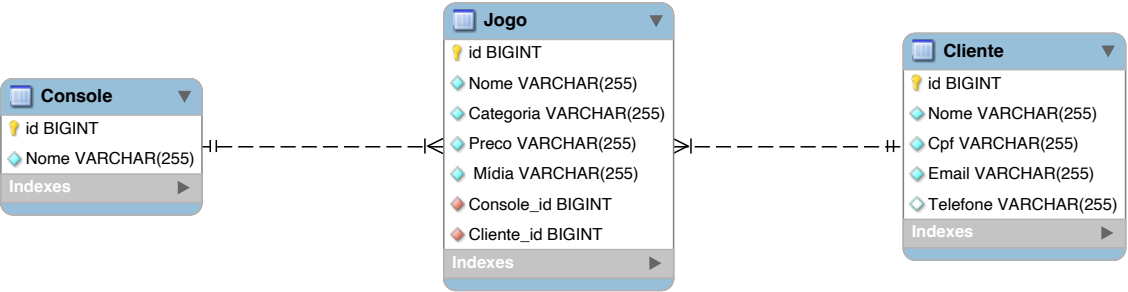 Console
id BIGINT
Nome VARCHAR(255)
Indexes
Jogo
id BIGINT
Nome VARCHAR(255)
Categoria VARCHAR(255)
Preco VARCHAR(255)
Mídia VARCHAR(255)
Console_id BIGINT
Cliente_id BIGINT
Indexes
Cliente
id BIGINT
Nome VARCHAR(255)
Cpf VARCHAR(255)
Email VARCHAR(255)
Telefone VARCHAR(255)
Indexes